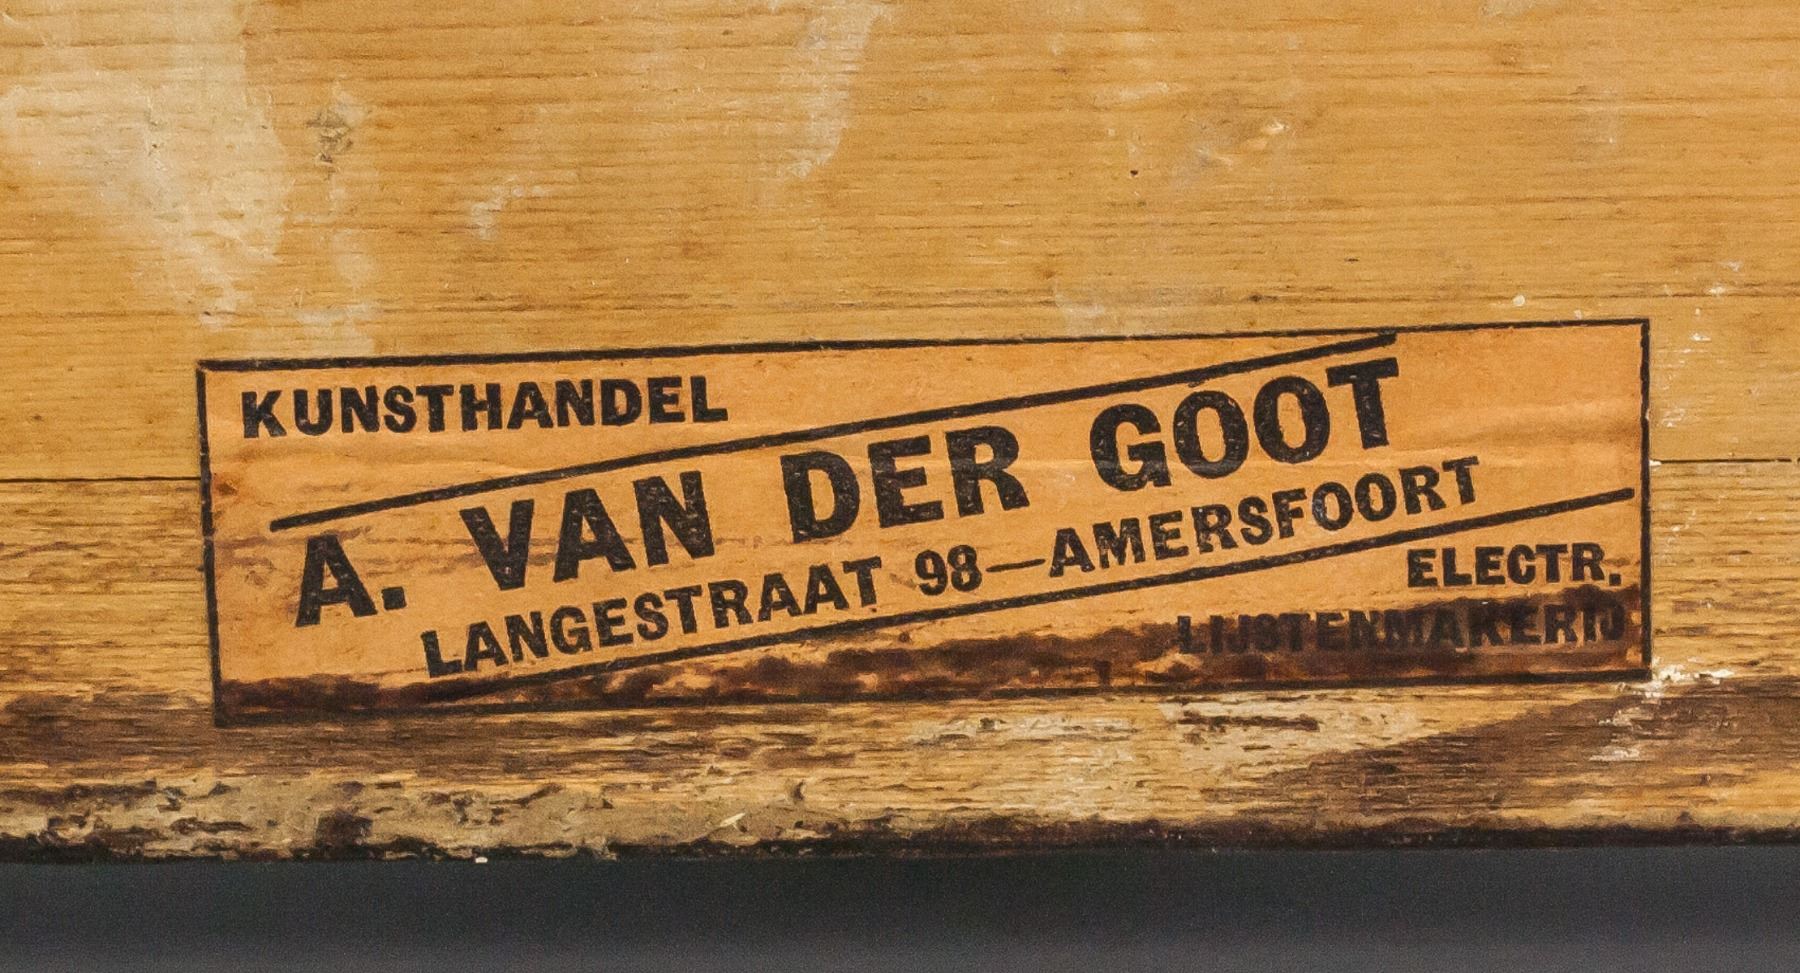 KUNSTHANDEL
A. VAN DER GOOT
LANGESTRAAT 98—AMERSFOORT
ELECTR.
LIJSTENMAKERIJ